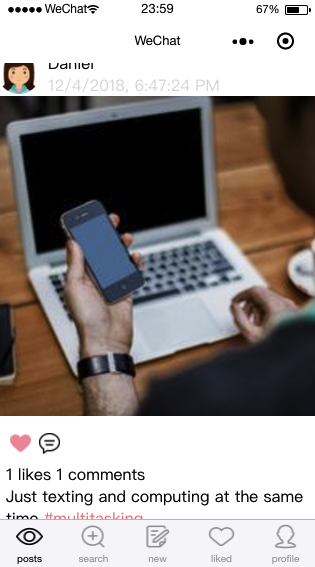 WeChat
23:59
67%
WeChat
Daniel
12/4/2018, 6:47:24 PM
1 likes 1 comments
Just texting and computing at the same
time #multitasking
posts
search
new
liked
profile